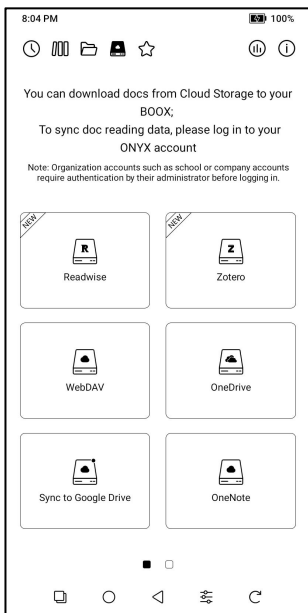 8:04 PM 100%
You can download docs from Cloud Storage to your
BOOX;
To sync doc reading data, please log in to your
ONYX account
Note: Organization accounts such as school or company accounts
require authentication by their administrator before logging in.
NEW NEW
R Z
Readwise Zotero
WebDAV OneDrive
Sync to Google Drive OneNote